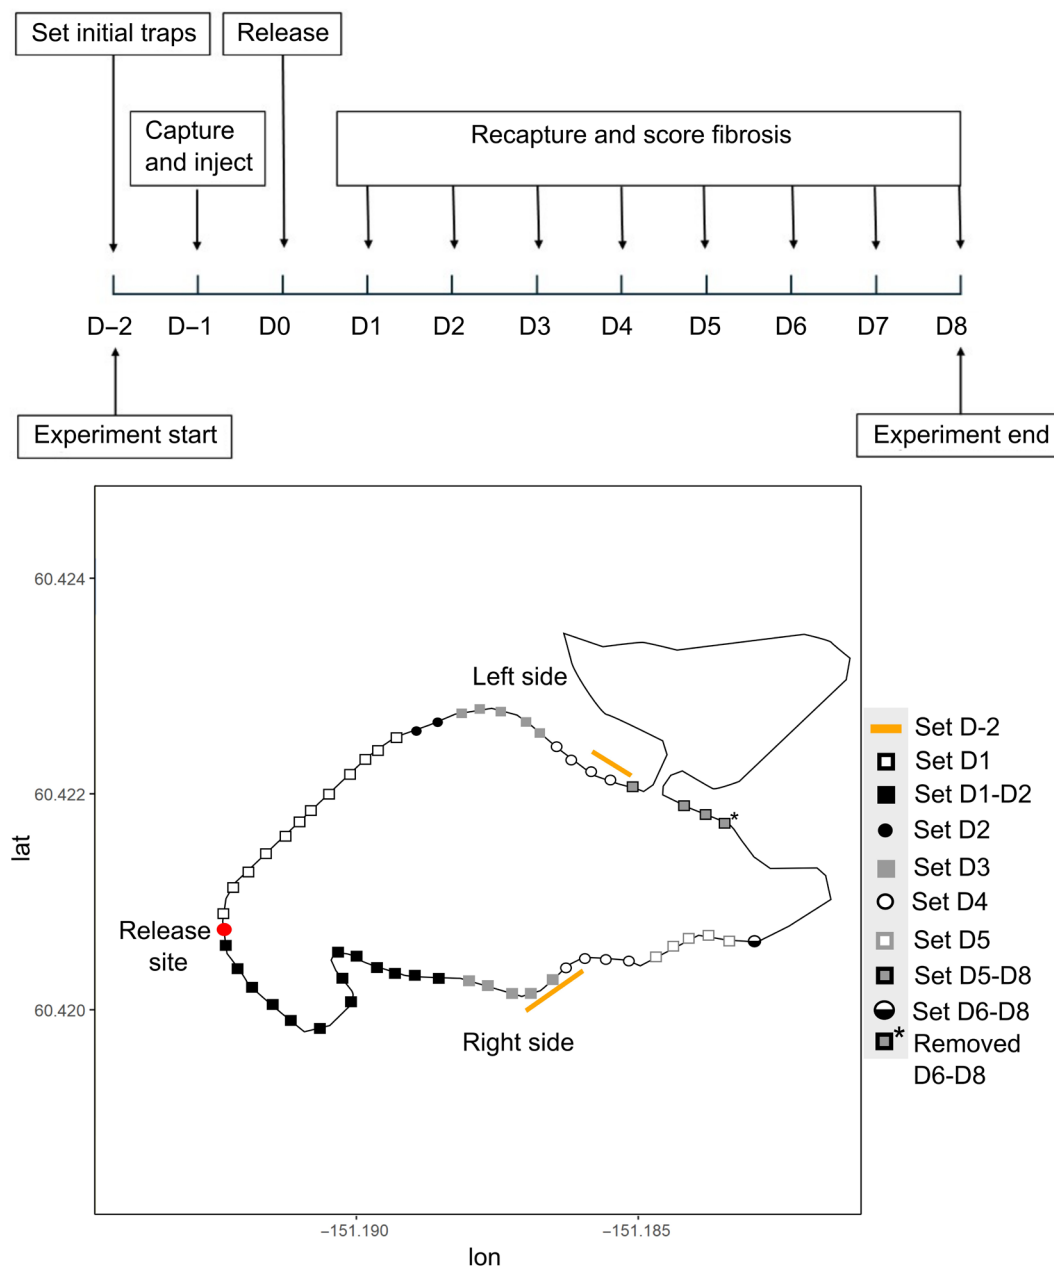 Set initial traps
Release
Capture
and inject
Recapture and score fibrosis
D–2
D–1
D0
D1
D2
D3
D4
D5
D6
D7
D8
Experiment start
Experiment end
60.424
60.422
60.420
lat
Left side
Release
site
Right side
*
−151.190
−151.185
lon
Set D-2
Set D1
Set D1-D2
Set D2
Set D3
Set D4
Set D5
Set D5-D8
Set D6-D8
* Removed
D6-D8